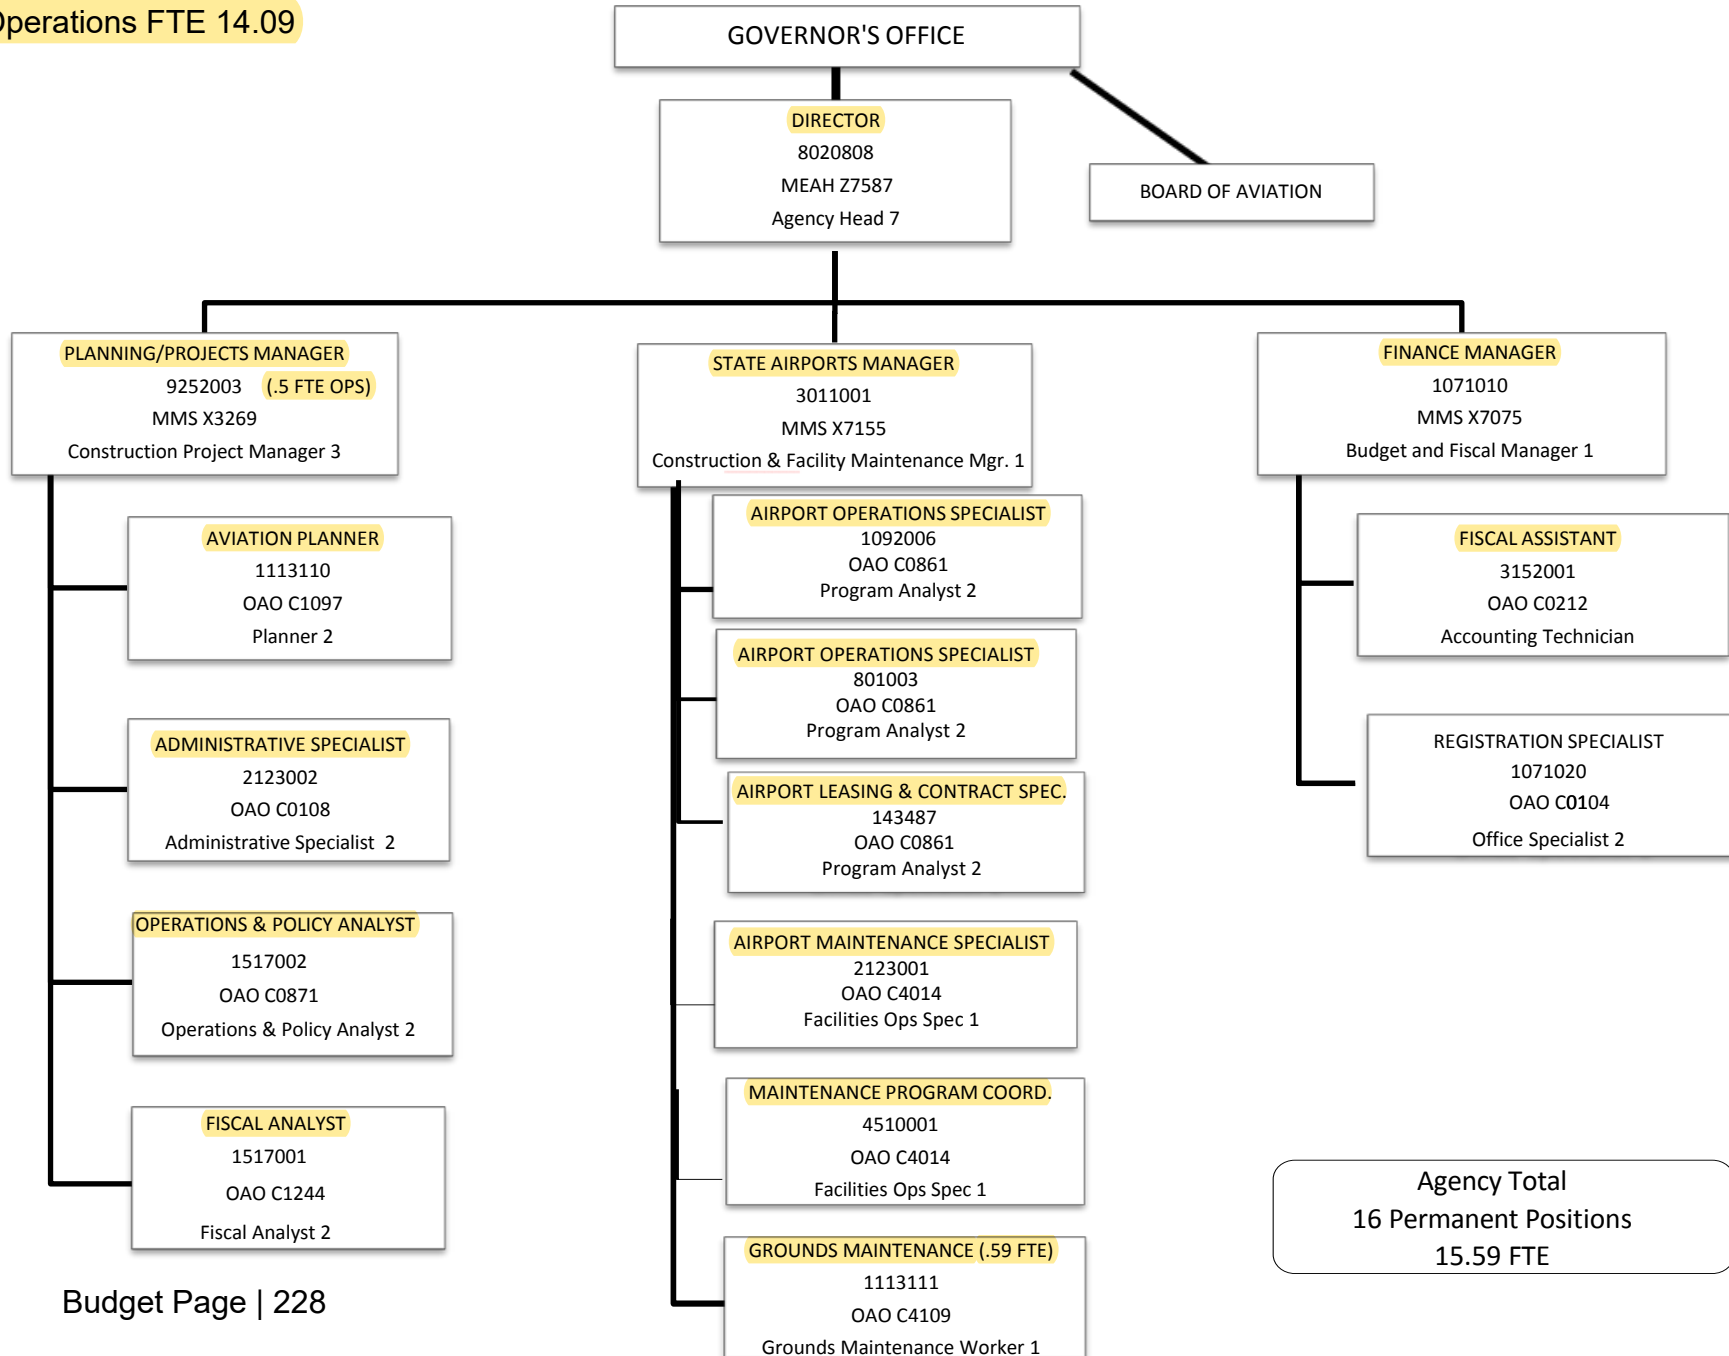 Operations FTE 14.09
GOVERNOR'S OFFICE
DIRECTOR
8020808
MEAH Z7587
Agency Head 7
BOARD OF AVIATION
PLANNING/PROJECTS MANAGER
9252003 (.5 FTE OPS)
MMS X3269
Construction Project Manager 3
STATE AIRPORTS MANAGER
3011001
MMS X7155
Construction & Facility Maintenance Mgr. 1
FINANCE MANAGER
1071010
MMS X7075
Budget and Fiscal Manager 1
AVIATION PLANNER
1113110
OAO C1097
Planner 2
ADMINISTRATIVE SPECIALIST
2123002
OAO C0108
Administrative Specialist 2
OPERATIONS & POLICY ANALYST
1517002
OAO C0871
Operations & Policy Analyst 2
FISCAL ANALYST
1517001
OAO C1244
Fiscal Analyst 2
AIRPORT OPERATIONS SPECIALIST
1092006
OAO C0861
Program Analyst 2
AIRPORT OPERATIONS SPECIALIST
801003
OAO C0861
Program Analyst 2
AIRPORT LEASING & CONTRACT SPEC.
143487
OAO C0861
Program Analyst 2
AIRPORT MAINTENANCE SPECIALIST
2123001
OAO C4014
Facilities Ops Spec 1
MAINTENANCE PROGRAM COORD.
4510001
OAO C4014
Facilities Ops Spec 1
GROUNDS MAINTENANCE (.59 FTE)
1113111
OAO C4109
Grounds Maintenance Worker 1
FISCAL ASSISTANT
3152001
OAO C0212
Accounting Technician
REGISTRATION SPECIALIST
1071020
OAO C0104
Office Specialist 2
Agency Total
16 Permanent Positions
15.59 FTE
Budget Page | 228